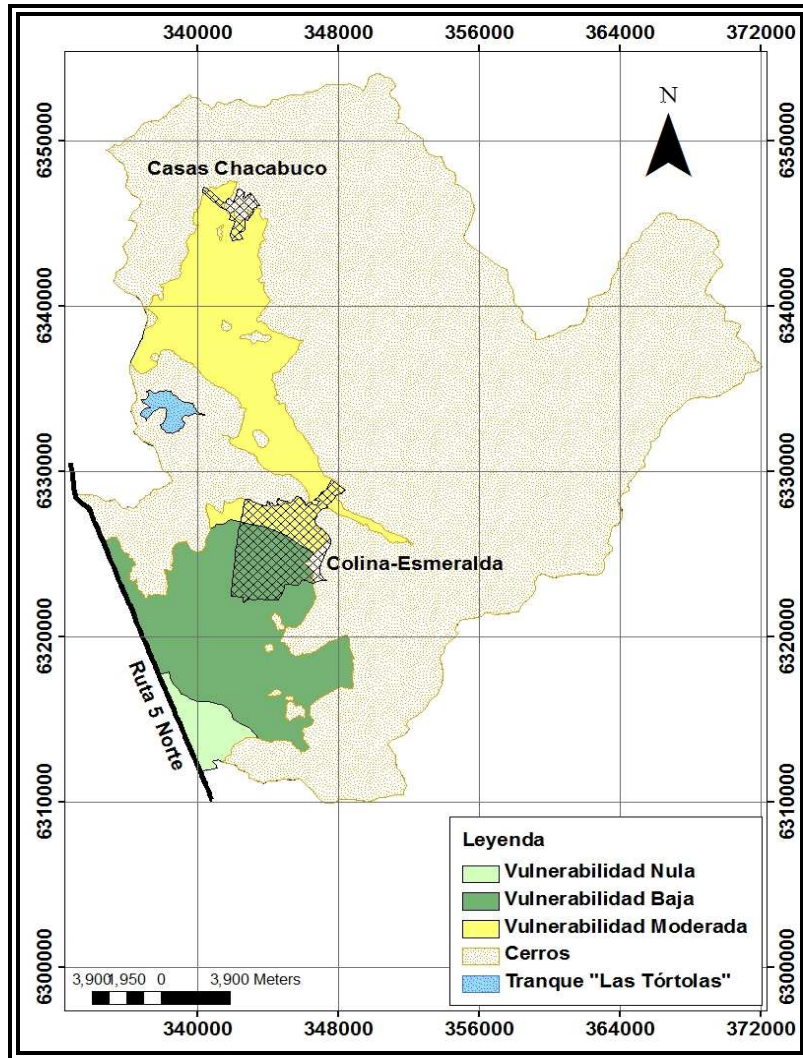 340000 348000 356000 364000 372000
6350000
6350000
N
Casas Chacabuco
6340000
6340000
6330000
6330000
Colina-Esmeralda
6320000
6320000
Ruta 5 Norte
6310000
6310000
Leyenda
Vulnerabilidad Nula
Vulnerabilidad Baja
Vulnerabilidad Moderada
Cerros
Tranque "Las Tórtolas"
6300000
6300000
3,900 1,950 0 3,900 Meters
340000 348000 356000 364000 372000